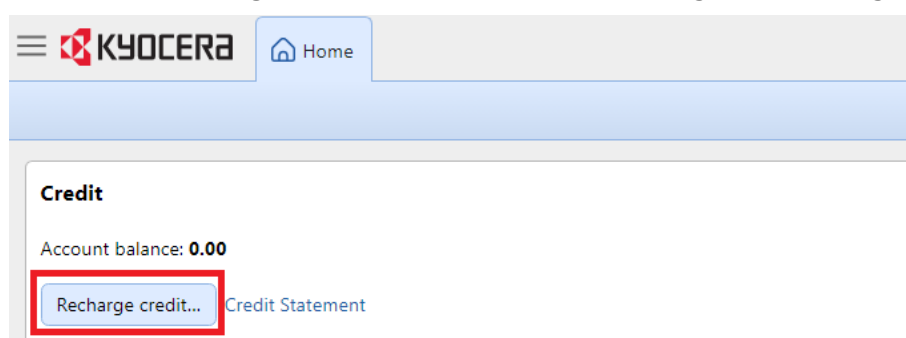 KYOCERA Home
Credit
Account balance: 0.00
Recharge credit... Credit Statement